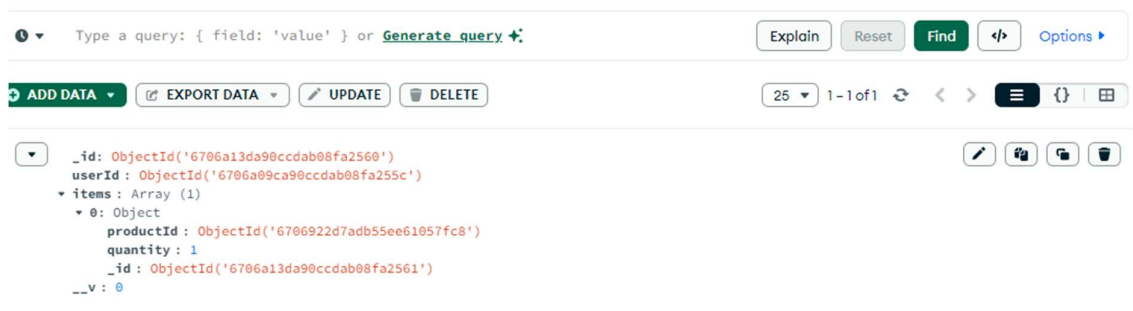 Type a query: { field: 'value' } or Generate query Explain Reset Find </> Options
ADD DATA EXPORT DATA UPDATE DELETE 25 1-1 of 1 {}
_id: ObjectId('6706a13da90ccdab08fa2560')
userId : ObjectId('6706a09ca90ccdab08fa255c')
items : Array (1)
0: Object
productId : ObjectId('6706922d7adb55ee61057fc8')
quantity : 1
_id : ObjectId('6706a13da90ccdab08fa2561')
__v : 0